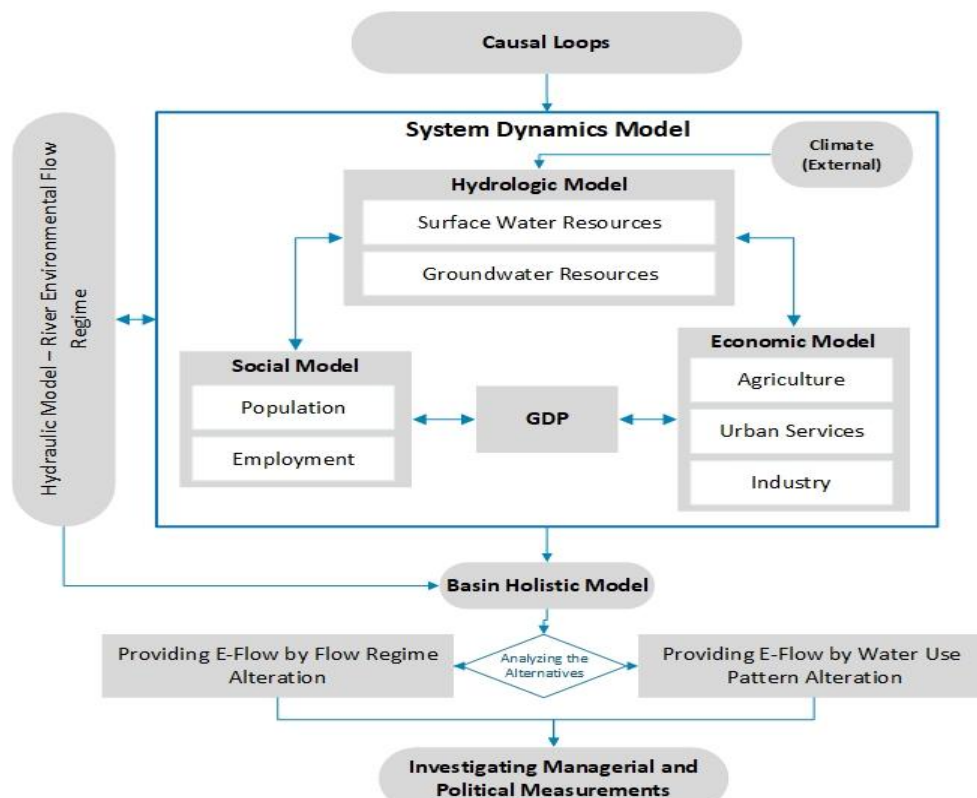 Causal Loops
System Dynamics Model
Climate
(External)
Hydrologic Model
Surface Water Resources
Groundwater Resources
Hydraulic Model – River Environmental Flow
Regime
Social Model
Population
Employment
GDP
Economic Model
Agriculture
Urban Services
Industry
Basin Holistic Model
Providing E-Flow by Flow Regime
Alteration
Analyzing the
Alternatives
Providing E-Flow by Water Use
Pattern Alteration
Investigating Managerial and
Political Measurements